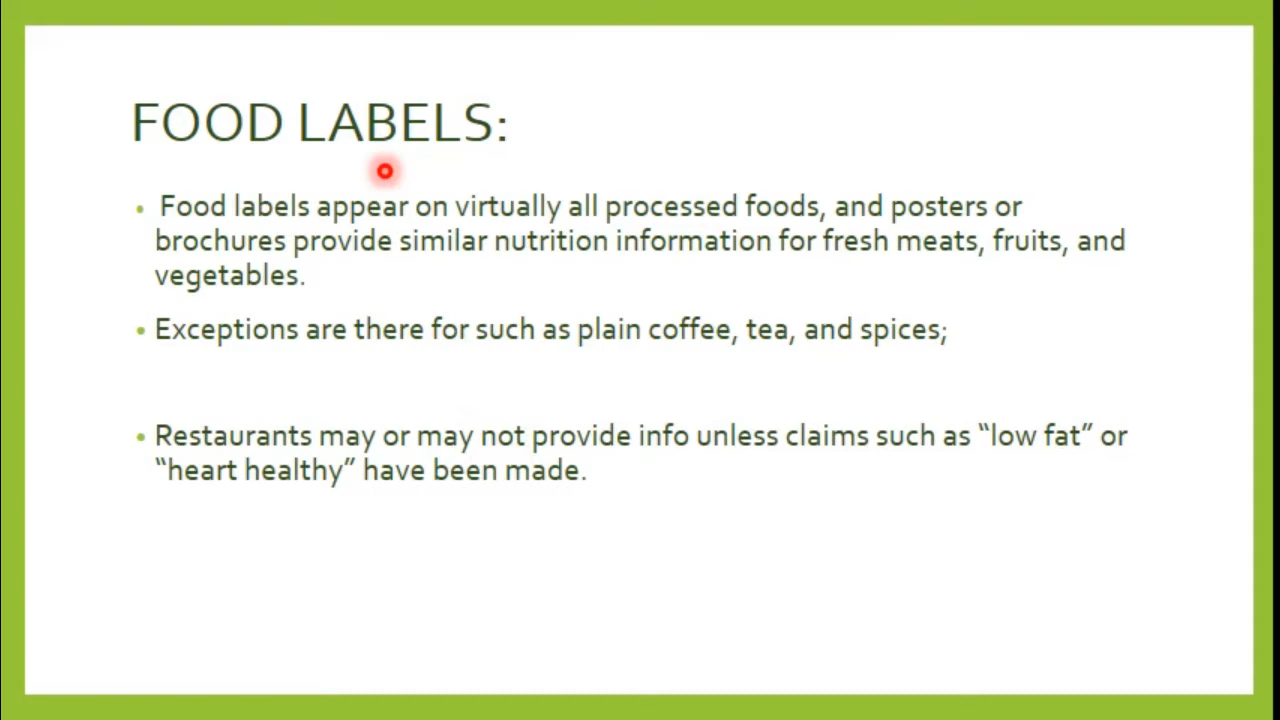 FOOD LABELS:
• Food labels appear on virtually all processed foods, and posters or
brochures provide similar nutrition information for fresh meats, fruits, and
vegetables.
• Exceptions are there for such as plain coffee, tea, and spices;
• Restaurants may or may not provide info unless claims such as “low fat” or
“heart healthy” have been made.